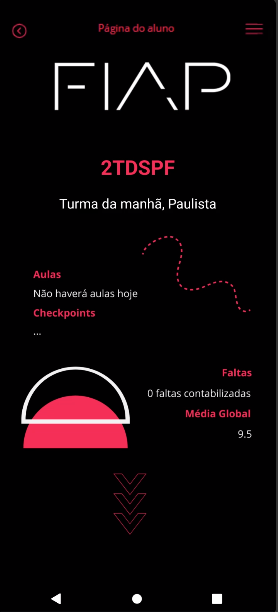 Página do aluno
FIAP
2TDSPF
Turma da manhã, Paulista
Aulas
Não haverá aulas hoje
Checkpoints
...
Faltas
0 faltas contabilizadas
Média Global
9.5